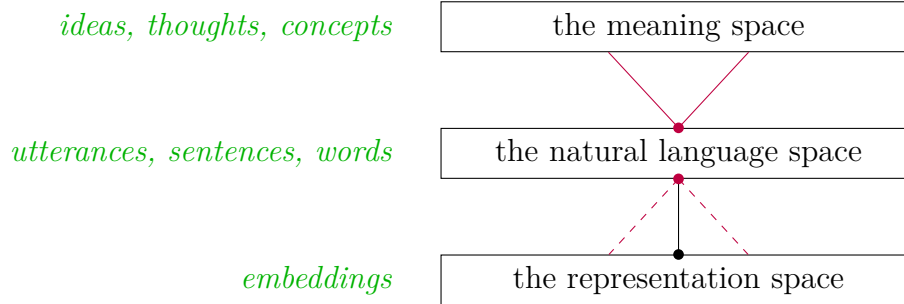 ideas, thoughts, concepts the meaning space
utterances, sentences, words the natural language space
embeddings the representation space